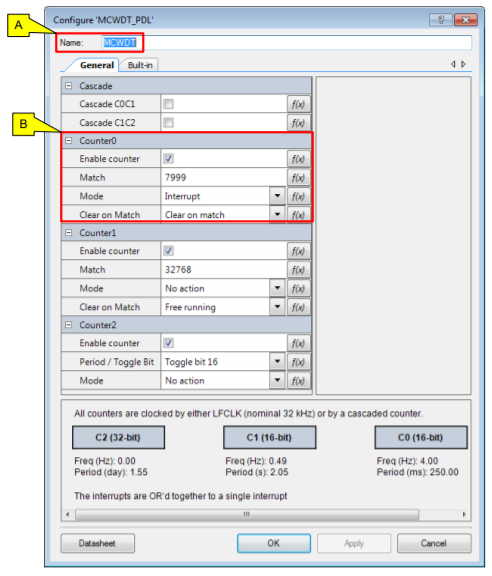 A
Configure 'MCWDT_PDL'
Name: MCWDT
General Built-in
Cascade
Cascade C0C1 f(x)
Cascade C1C2 f(x)
B
Counter0
Enable counter f(x)
Match 7999 f(x)
Mode Interrupt f(x)
Clear on Match Clear on match f(x)
Counter1
Enable counter f(x)
Match 32768 f(x)
Mode No action f(x)
Clear on Match Free running f(x)
Counter2
Enable counter f(x)
Period / Toggle Bit Toggle bit 16 f(x)
Mode No action f(x)
All counters are clocked by either LFCLK (nominal 32 kHz) or by a cascaded counter.
C2 (32-bit) C1 (16-bit) C0 (16-bit)
Freq (Hz): 0.00 Freq (Hz): 0.49 Freq (Hz): 4.00
Period (day): 1.55 Period (s): 2.05 Period (ms): 250.00
The interrupts are OR'd together to a single interrupt
Datasheet OK Apply Cancel